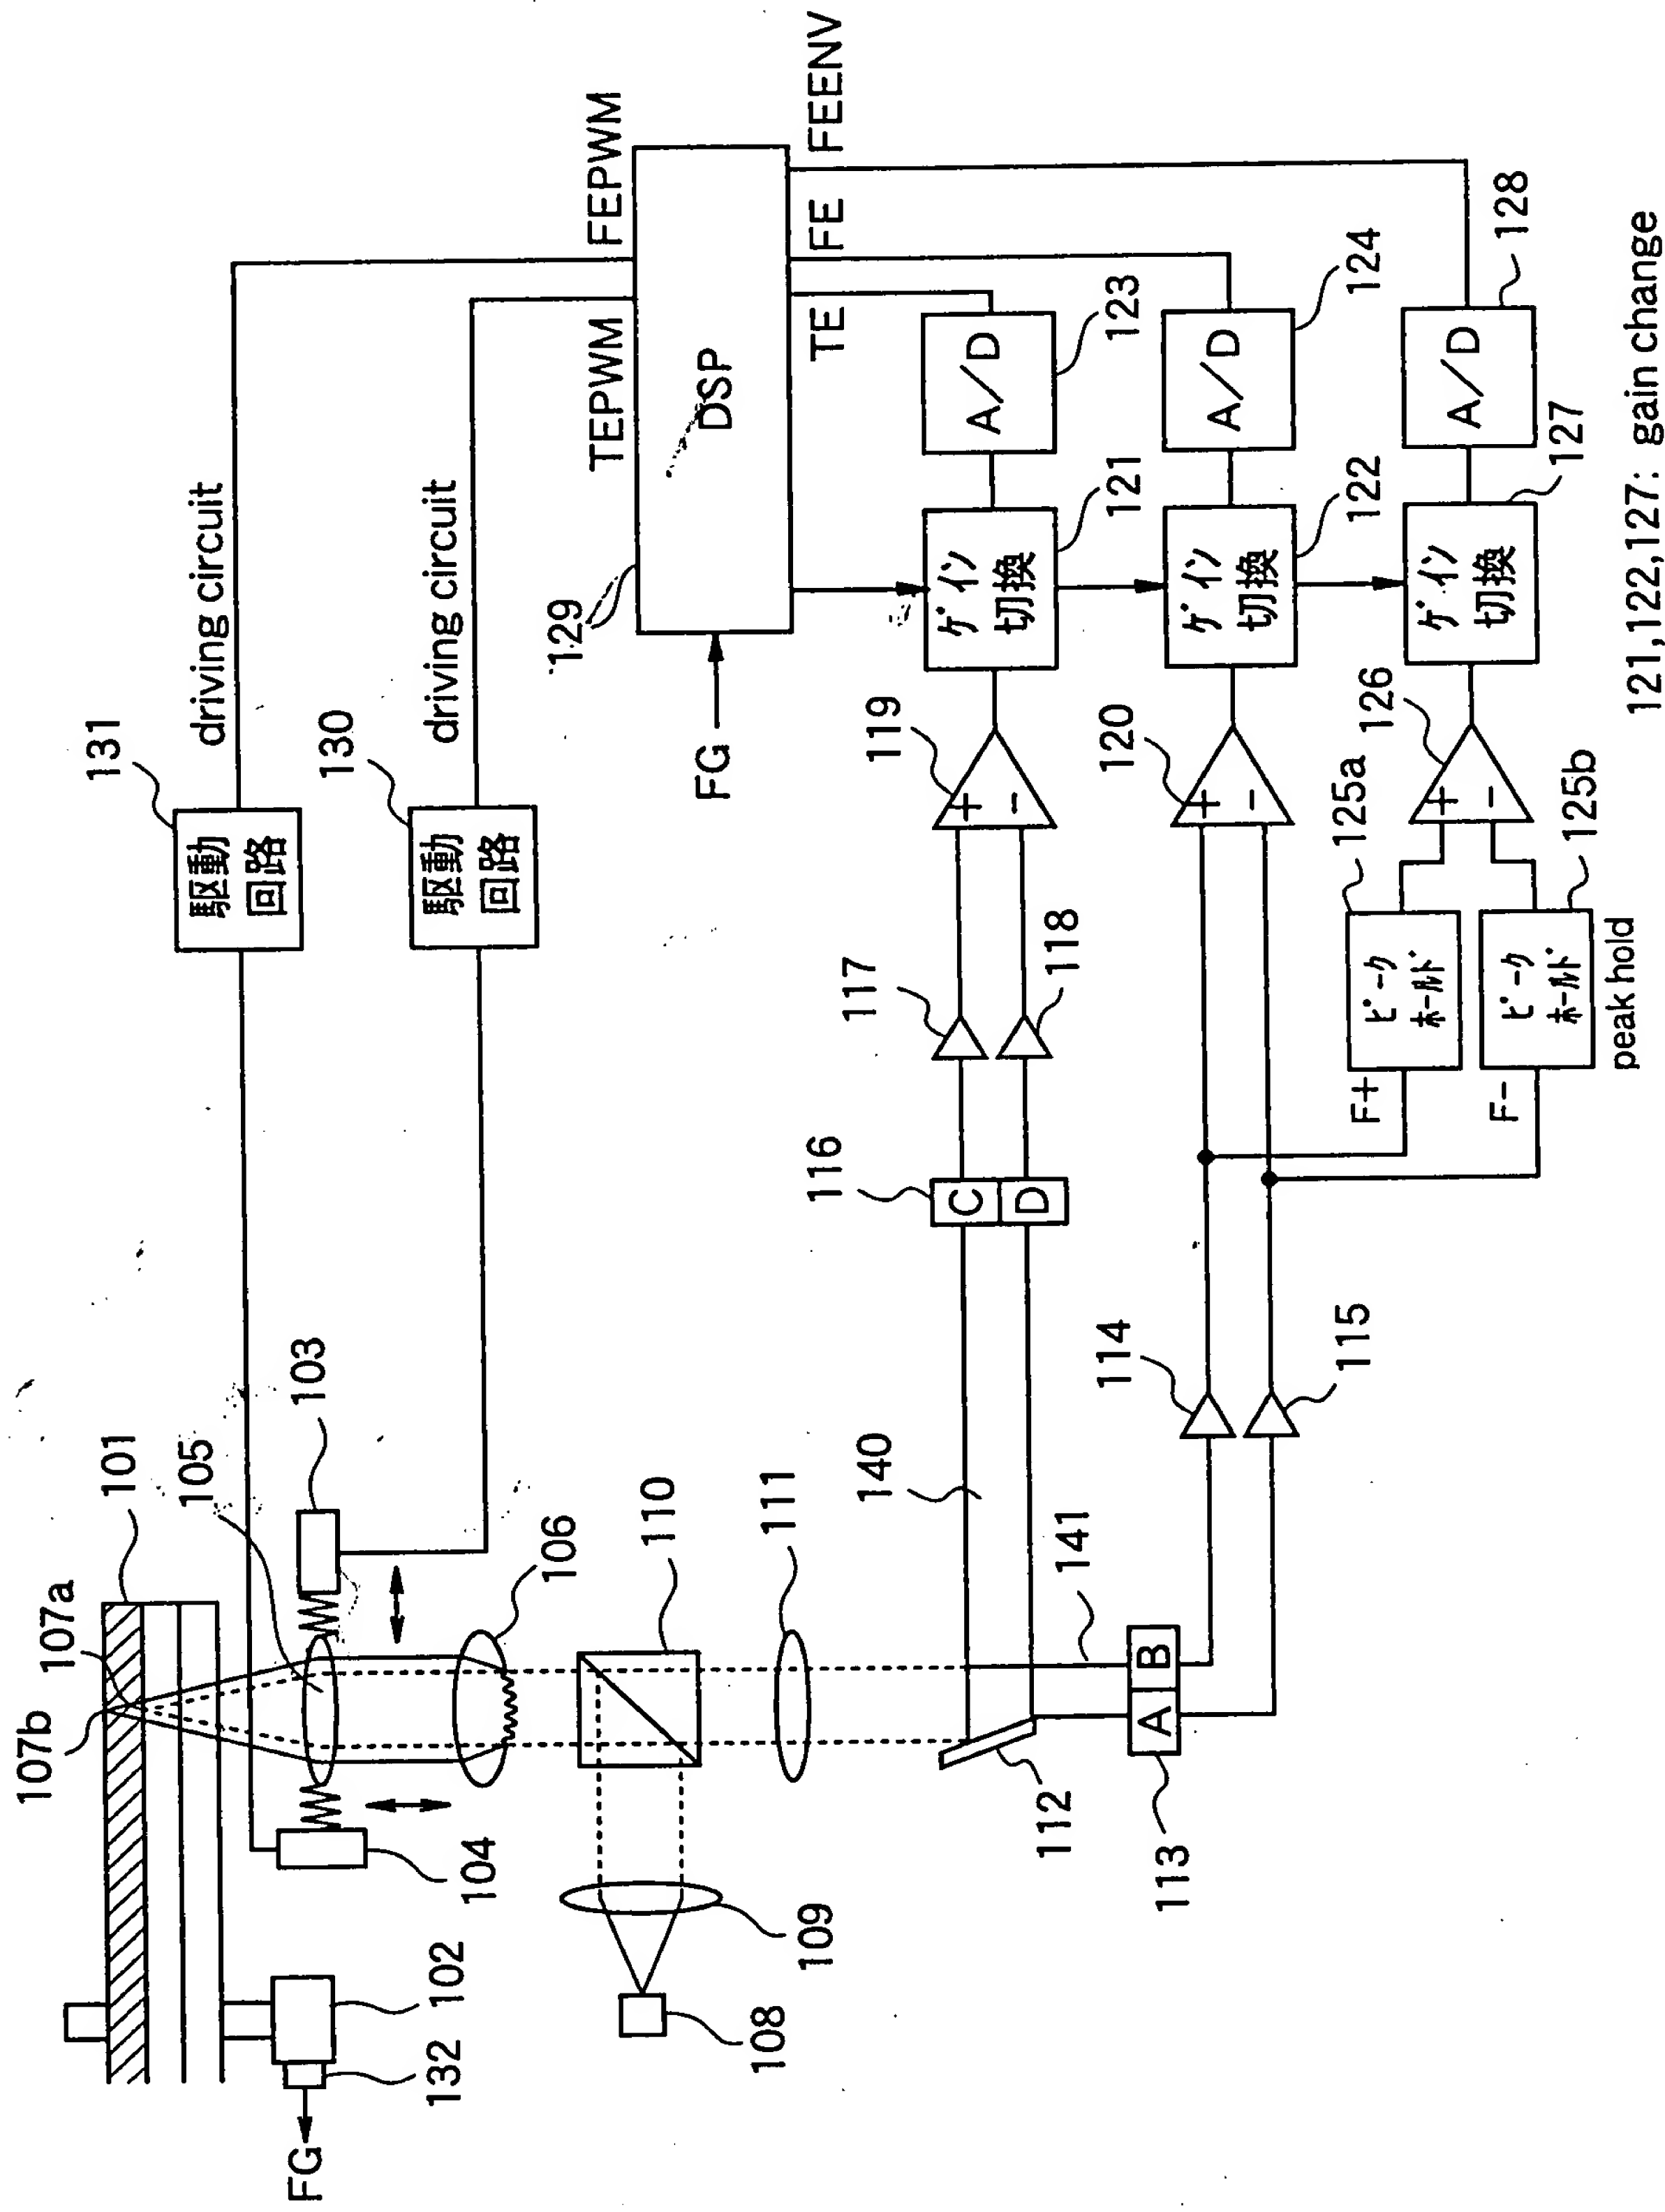 107b
107a
101
105
103
131
駆動
回路
driving circuit
130
駆動
回路
driving circuit
104
106
FG
132
102
108
109
110
111
112
113
A
B
141
140
116
C
D
117
118
114
115
119
+
-
120
+
-
F+
F-
125a
ピーク
ホールド
ピーク
ホールド
125b
peak hold
126
+
-
FG
129
DSP
TEPWM
FEPWM
TE
FE
FEENV
ゲイン
切換
121
A/D
123
ゲイン
切換
122
A/D
124
ゲイン
切換
127
A/D
128
121,122,127: gain change